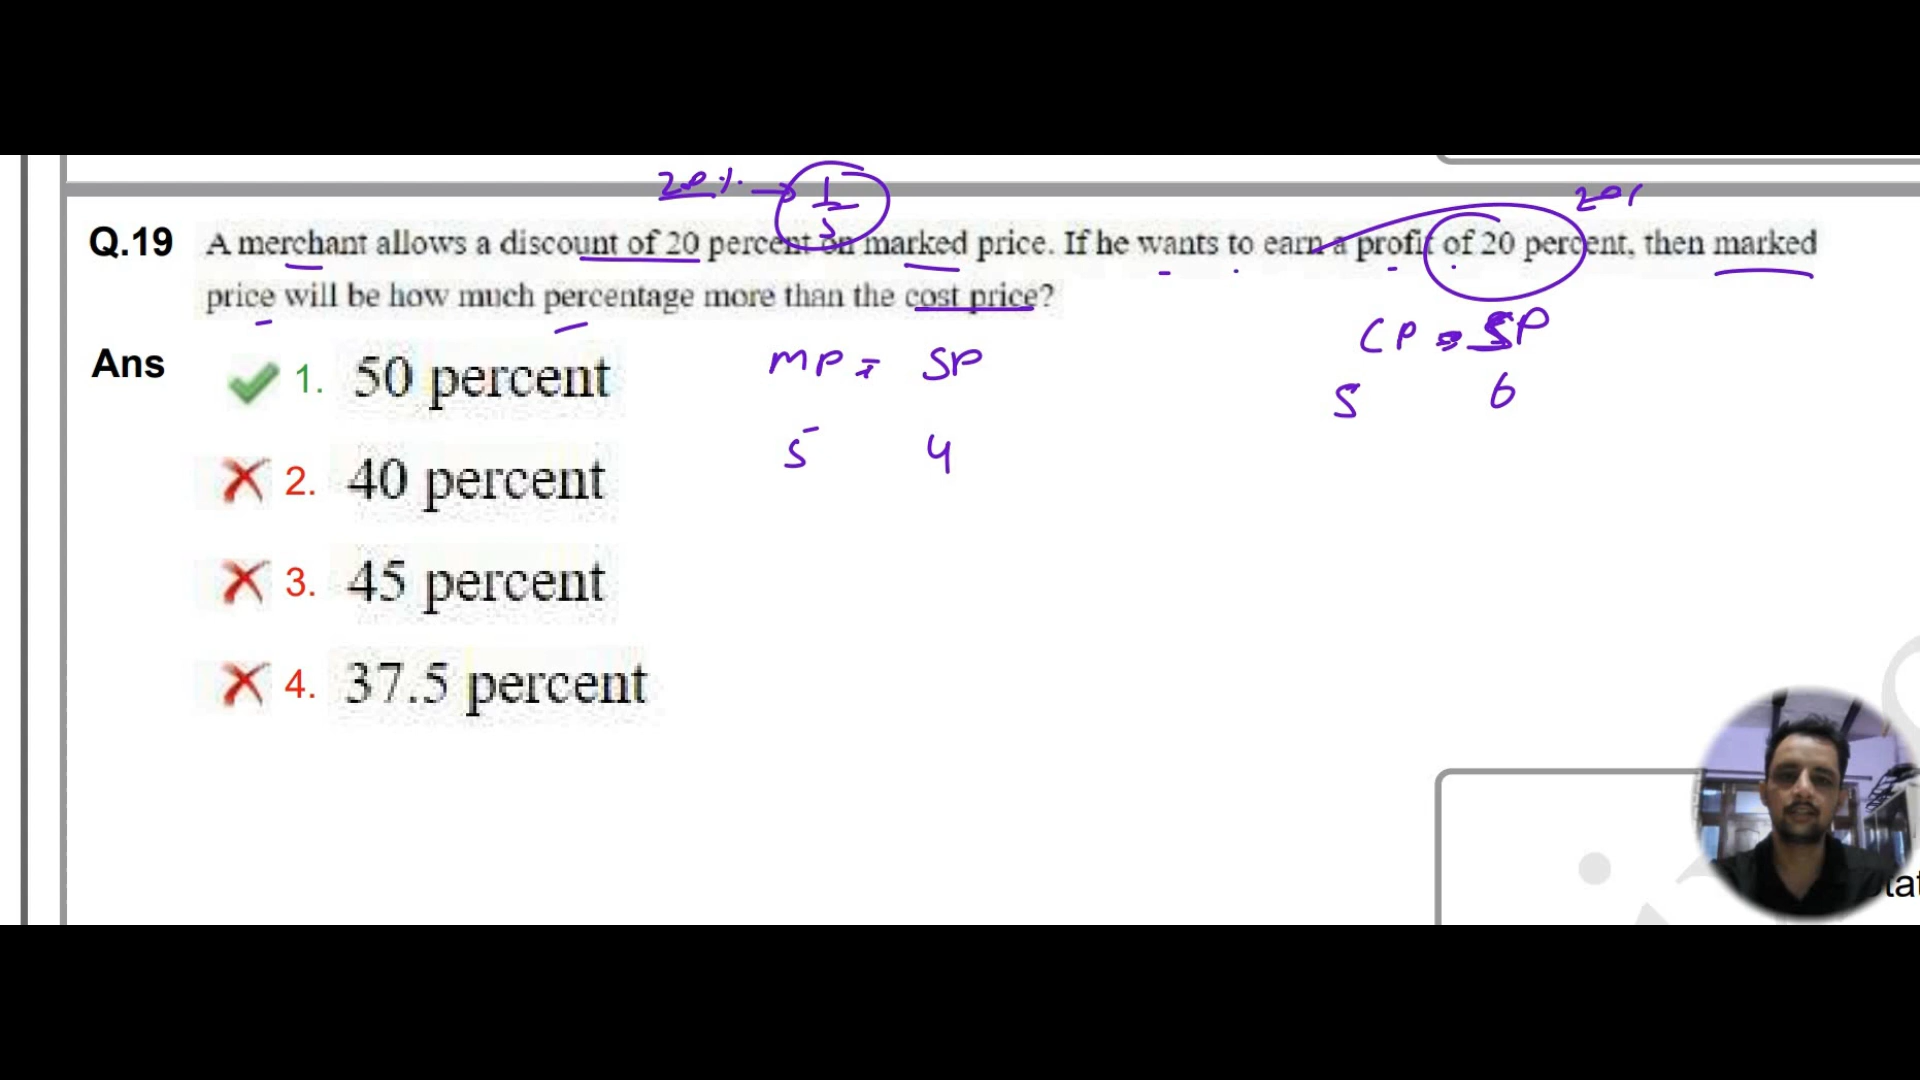 20% → 1/5
20%
Q.19 A merchant allows a discount of 20 percent on marked price. If he wants to earn a profit of 20 percent, then marked
price will be how much percentage more than the cost price?
CP = SP
5 6
Ans 1. 50 percent
MP = SP
5 4
2. 40 percent
3. 45 percent
4. 37.5 percent